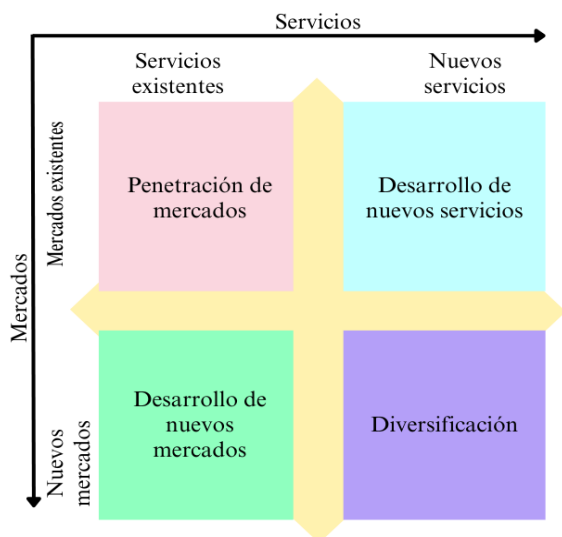 Servicios
Servicios
existentes
Nuevos
servicios
Mercados
Mercados existentes
Penetración de
mercados
Desarrollo de
nuevos servicios
Nuevos
mercados
Desarrollo de
nuevos
mercados
Diversificación